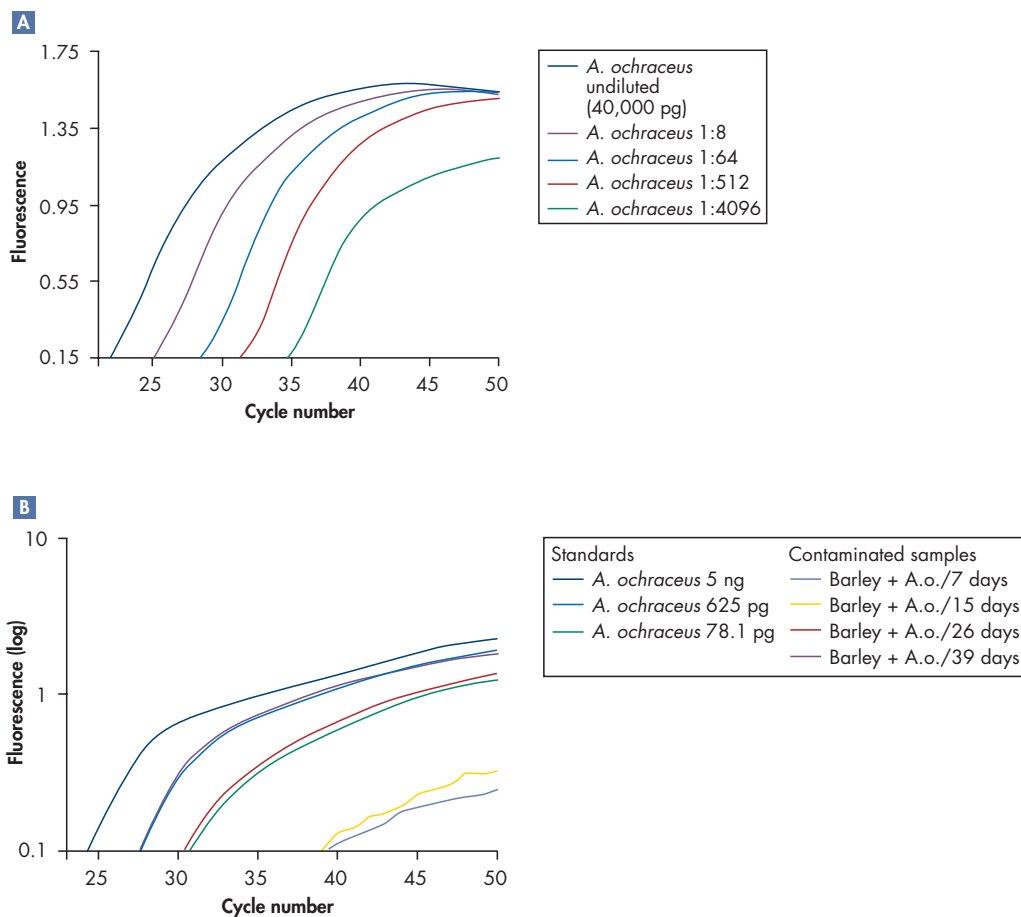 A
1.75
1.35
0.95
0.55
0.15
Fluorescence
25 30 35 40 45 50
Cycle number
A. ochraceus
undiluted
(40,000 pg)
A. ochraceus 1:8
A. ochraceus 1:64
A. ochraceus 1:512
A. ochraceus 1:4096
B
10
1
0.1
Fluorescence (log)
25 30 35 40 45 50
Cycle number
Standards
A. ochraceus 5 ng
A. ochraceus 625 pg
A. ochraceus 78.1 pg
Contaminated samples
Barley + A.o./7 days
Barley + A.o./15 days
Barley + A.o./26 days
Barley + A.o./39 days